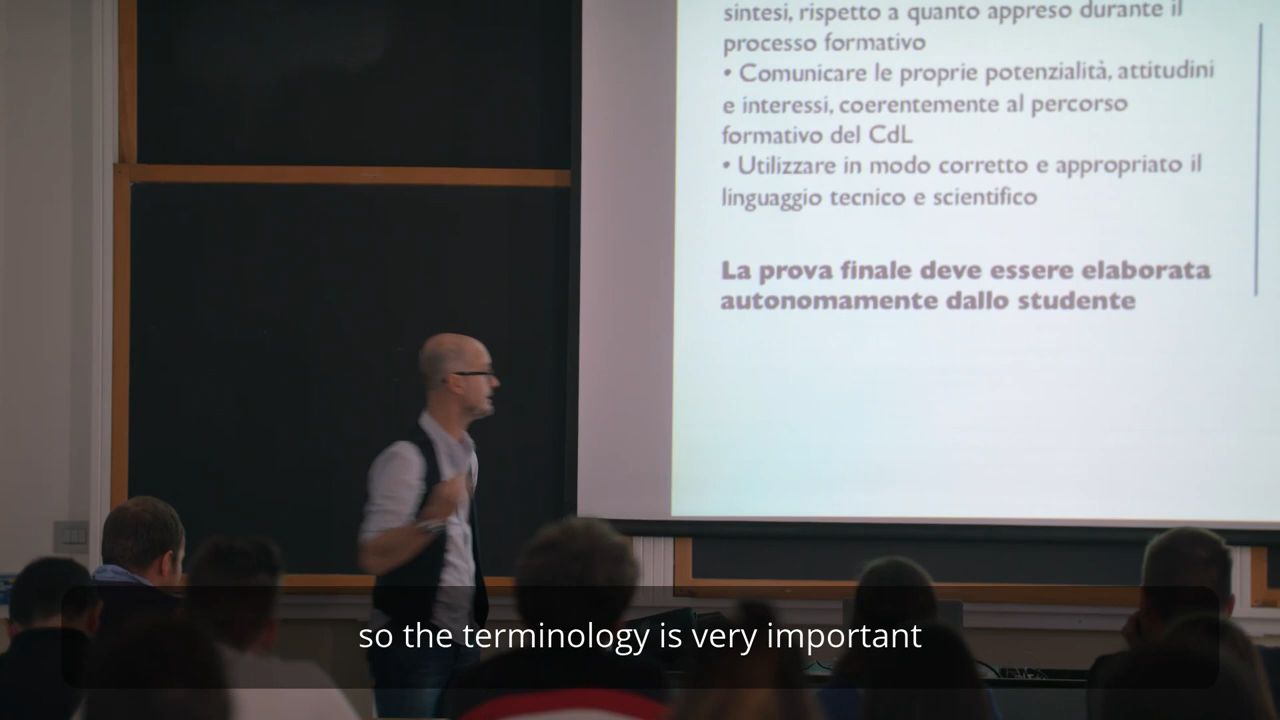 sintesi, rispetto a quanto appreso durante il
processo formativo
• Comunicare le proprie potenzialità, attitudini
e interessi, coerentemente al percorso
formativo del CdL
• Utilizzare in modo corretto e appropriato il
linguaggio tecnico e scientifico
La prova finale deve essere elaborata
autonomamente dallo studente
so the terminology is very important